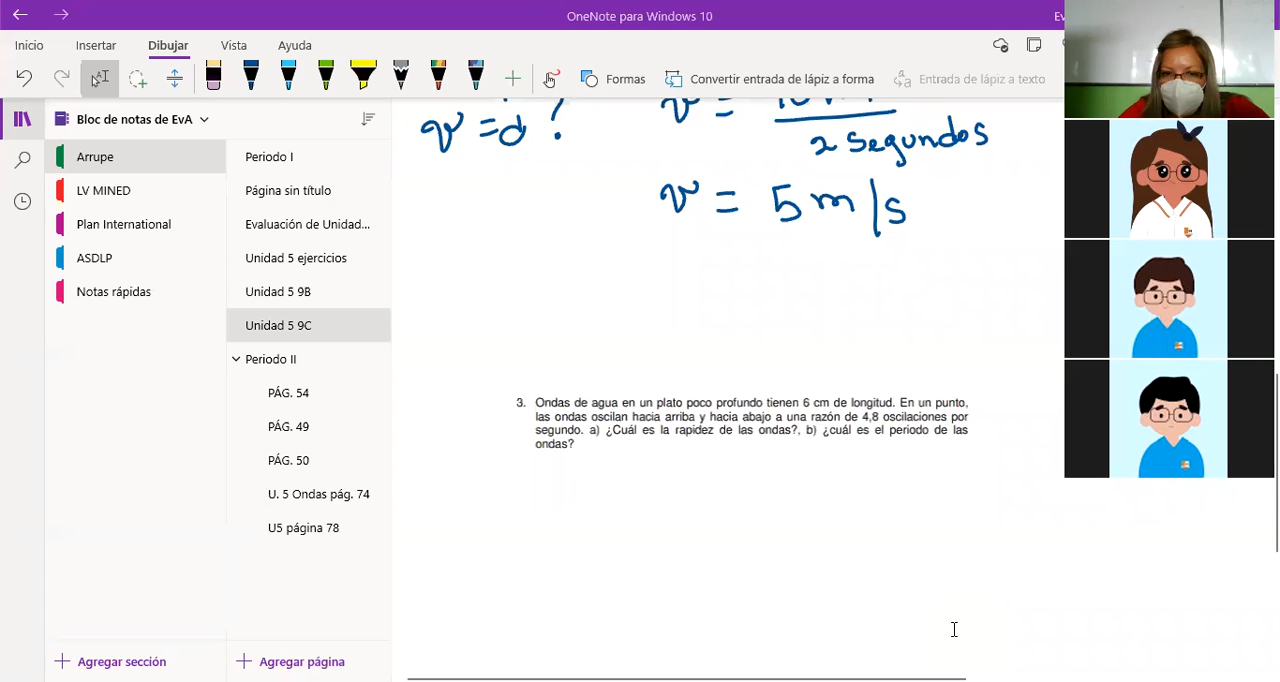 OneNote para Windows 10
Ev
Inicio
Insertar
Dibujar
Vista
Ayuda
Formas
Convertir entrada de lápiz a forma
Entrada de lápiz a texto
Bloc de notas de EvA
Arrupe
LV MINED
Plan International
ASDLP
Notas rápidas
Agregar sección
Periodo I
Página sin título
Evaluación de Unidad...
Unidad 5 ejercicios
Unidad 5 9B
Unidad 5 9C
Periodo II
PÁG. 54
PÁG. 49
PÁG. 50
U. 5 Ondas pág. 74
U5 página 78
Agregar página
v = d ?
v =
2 segundos
v = 5 m/s
3. Ondas de agua en un plato poco profundo tienen 6 cm de longitud. En un punto,
las ondas oscilan hacia arriba y hacia abajo a una razón de 4,8 oscilaciones por
segundo. a) ¿Cuál es la rapidez de las ondas?, b) ¿cuál es el periodo de las
ondas?